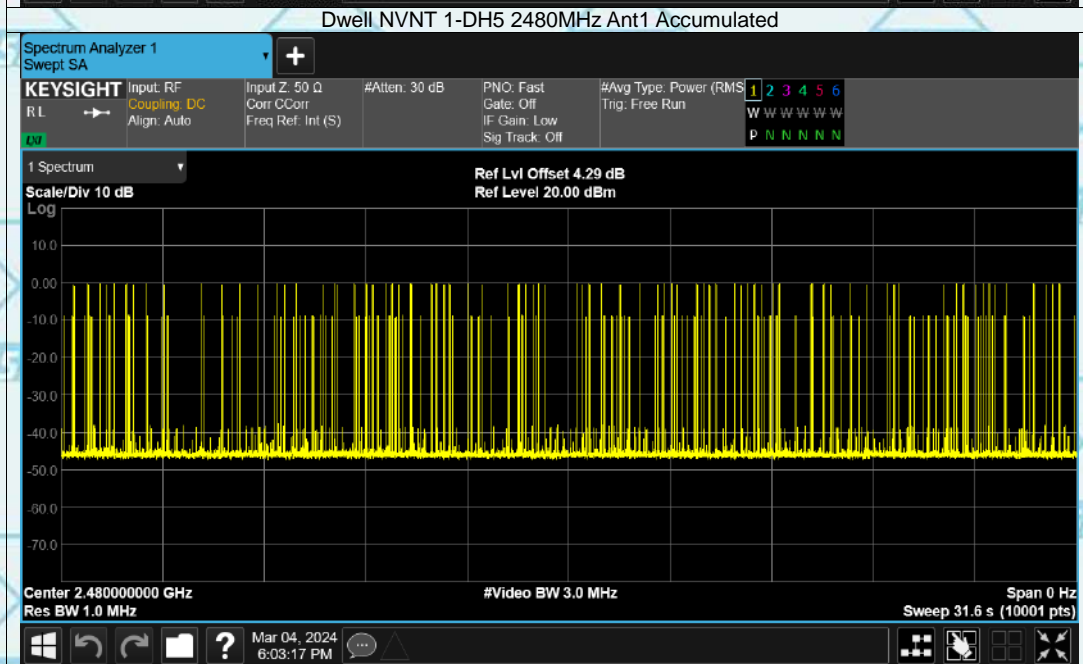 Dwell NVNT 1-DH5 2480MHz Ant1 Accumulated
Spectrum Analyzer 1
Swept SA
KEYSIGHT Input: RF Input Z: 50 Ω #Atten: 30 dB PNO: Fast #Avg Type: Power (RMS 1 2 3 4 5 6
RL Coupling: DC Corr CCorr Gate: Off Trig: Free Run W W W W W W
Align: Auto Freq Ref: Int (S) IF Gain: Low
LXI Sig Track: Off P N N N N N
1 Spectrum Ref Lvl Offset 4.29 dB
Scale/Div 10 dB Ref Level 20.00 dBm
Log
10.0
0.00
-10.0
-20.0
-30.0
-40.0
-50.0
-60.0
-70.0
Center 2.480000000 GHz #Video BW 3.0 MHz Span 0 Hz
Res BW 1.0 MHz Sweep 31.6 s (10001 pts)
? Mar 04, 2024
6:03:17 PM